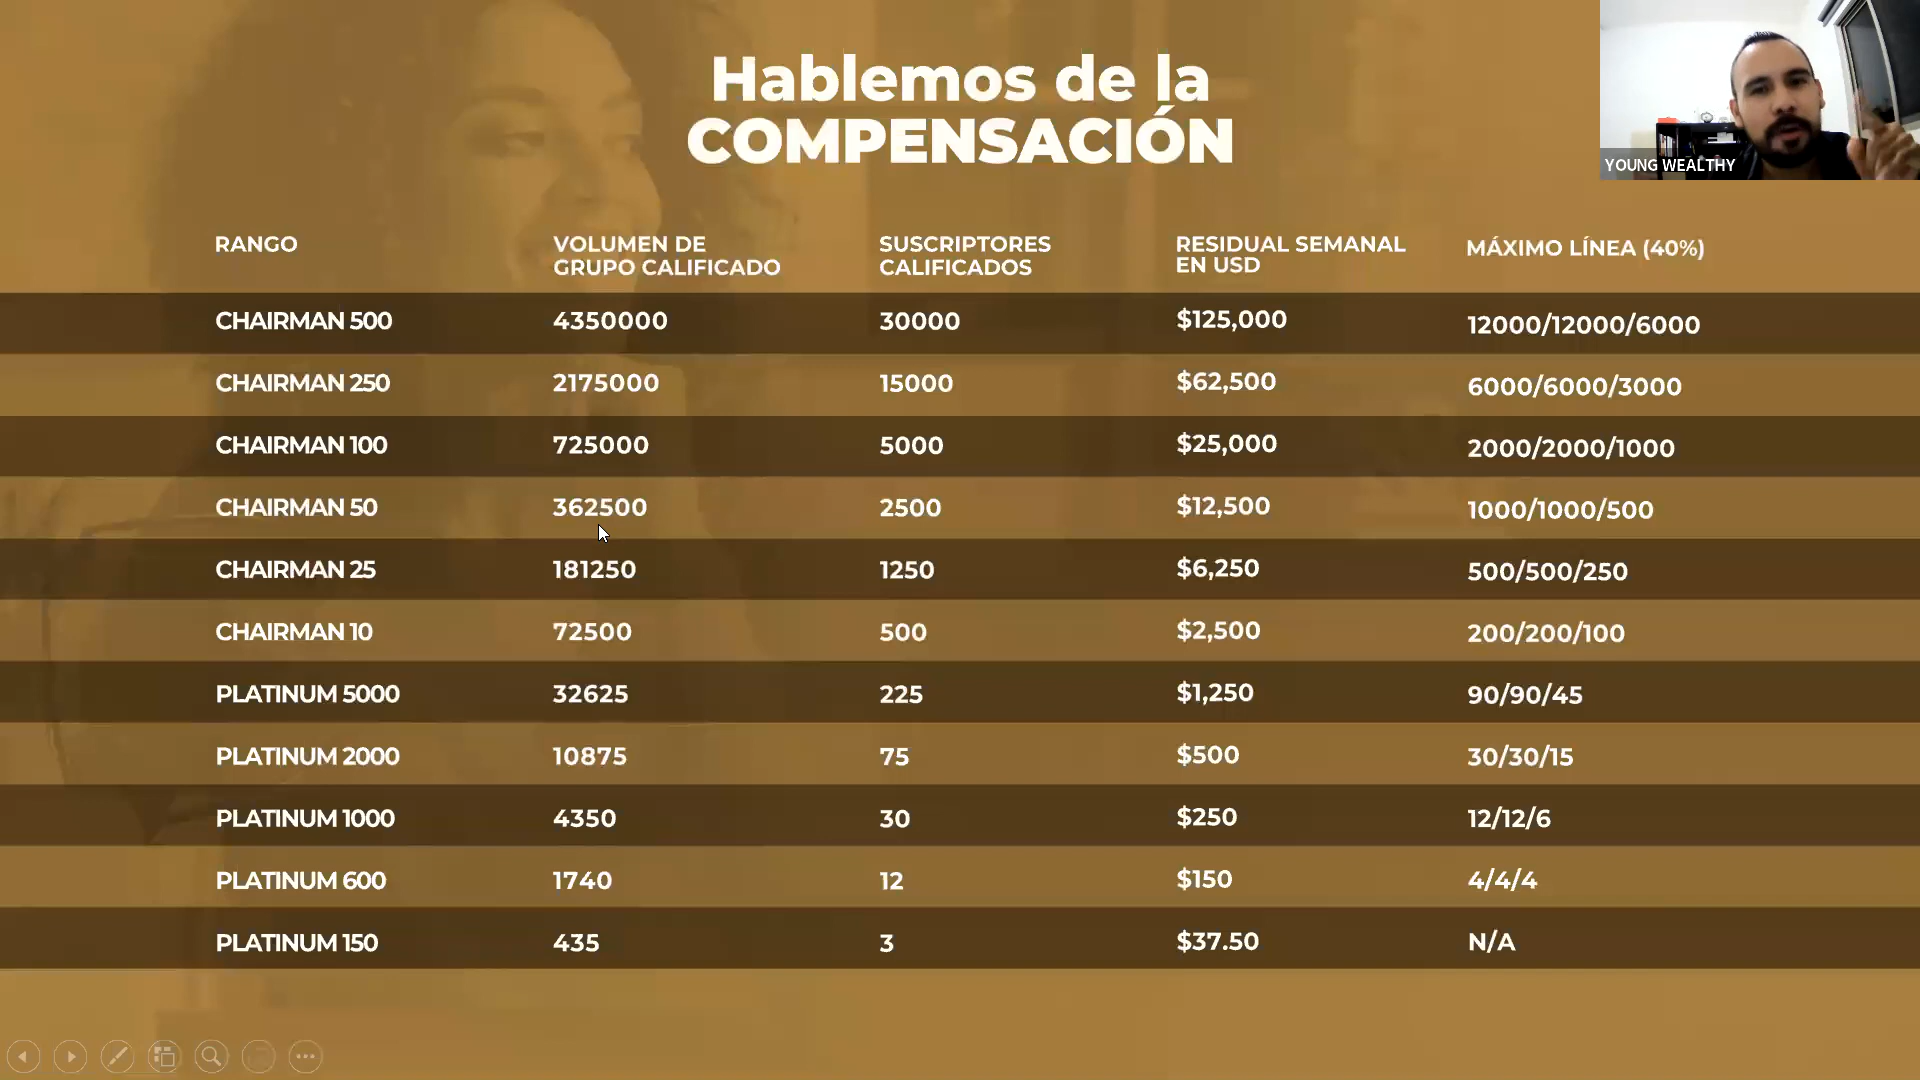 Hablemos de la
COMPENSACIÓN
YOUNG WEALTHY
RANGO VOLUMEN DE GRUPO CALIFICADO SUSCRIPTORES CALIFICADOS RESIDUAL SEMANAL EN USD MÁXIMO LÍNEA (40%)
CHAIRMAN 500 4350000 30000 $125,000 12000/12000/6000
CHAIRMAN 250 2175000 15000 $62,500 6000/6000/3000
CHAIRMAN 100 725000 5000 $25,000 2000/2000/1000
CHAIRMAN 50 362500 2500 $12,500 1000/1000/500
CHAIRMAN 25 181250 1250 $6,250 500/500/250
CHAIRMAN 10 72500 500 $2,500 200/200/100
PLATINUM 5000 32625 225 $1,250 90/90/45
PLATINUM 2000 10875 75 $500 30/30/15
PLATINUM 1000 4350 30 $250 12/12/6
PLATINUM 600 1740 12 $150 4/4/4
PLATINUM 150 435 3 $37.50 N/A